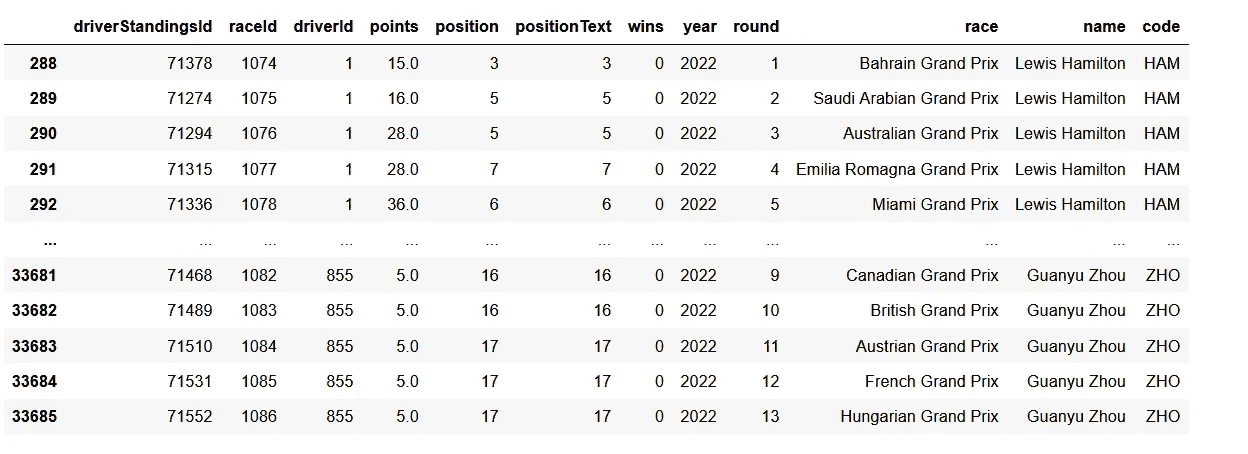 driverStandingsId raceId driverId points position positionText wins year round race name code
288 71378 1074 1 15.0 3 3 0 2022 1 Bahrain Grand Prix Lewis Hamilton HAM
289 71274 1075 1 16.0 5 5 0 2022 2 Saudi Arabian Grand Prix Lewis Hamilton HAM
290 71294 1076 1 28.0 5 5 0 2022 3 Australian Grand Prix Lewis Hamilton HAM
291 71315 1077 1 28.0 7 7 0 2022 4 Emilia Romagna Grand Prix Lewis Hamilton HAM
292 71336 1078 1 36.0 6 6 0 2022 5 Miami Grand Prix Lewis Hamilton HAM
... ... ... ... ... ... ... ... ... ... ... ... ...
33681 71468 1082 855 5.0 16 16 0 2022 9 Canadian Grand Prix Guanyu Zhou ZHO
33682 71489 1083 855 5.0 16 16 0 2022 10 British Grand Prix Guanyu Zhou ZHO
33683 71510 1084 855 5.0 17 17 0 2022 11 Austrian Grand Prix Guanyu Zhou ZHO
33684 71531 1085 855 5.0 17 17 0 2022 12 French Grand Prix Guanyu Zhou ZHO
33685 71552 1086 855 5.0 17 17 0 2022 13 Hungarian Grand Prix Guanyu Zhou ZHO